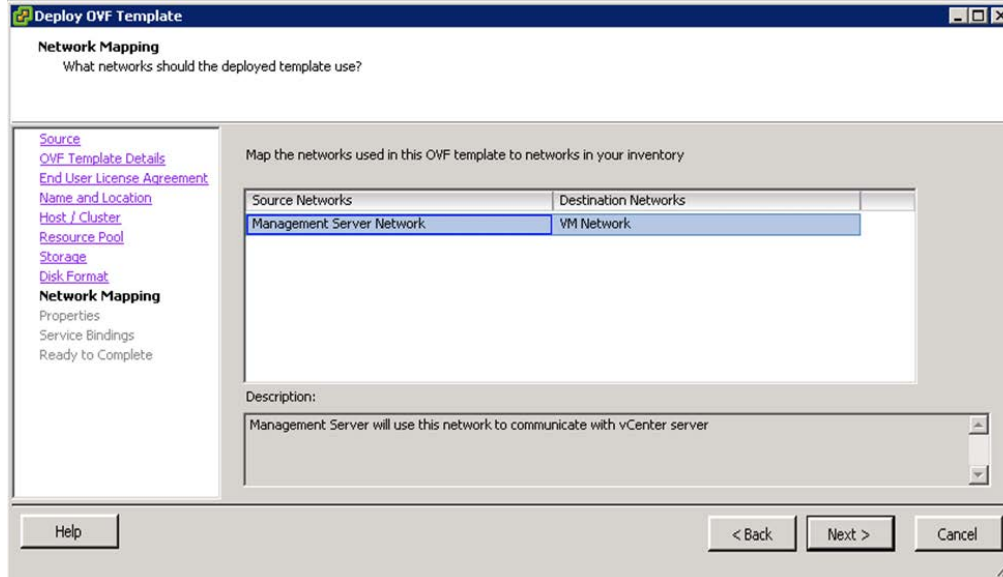 Deploy OVF Template
Network Mapping
What networks should the deployed template use?
Source
OVF Template Details
End User License Agreement
Name and Location
Host / Cluster
Resource Pool
Storage
Disk Format
Network Mapping
Properties
Service Bindings
Ready to Complete
Map the networks used in this OVF template to networks in your inventory
Source Networks Destination Networks
Management Server Network VM Network
Description:
Management Server will use this network to communicate with vCenter server
Help < Back Next > Cancel